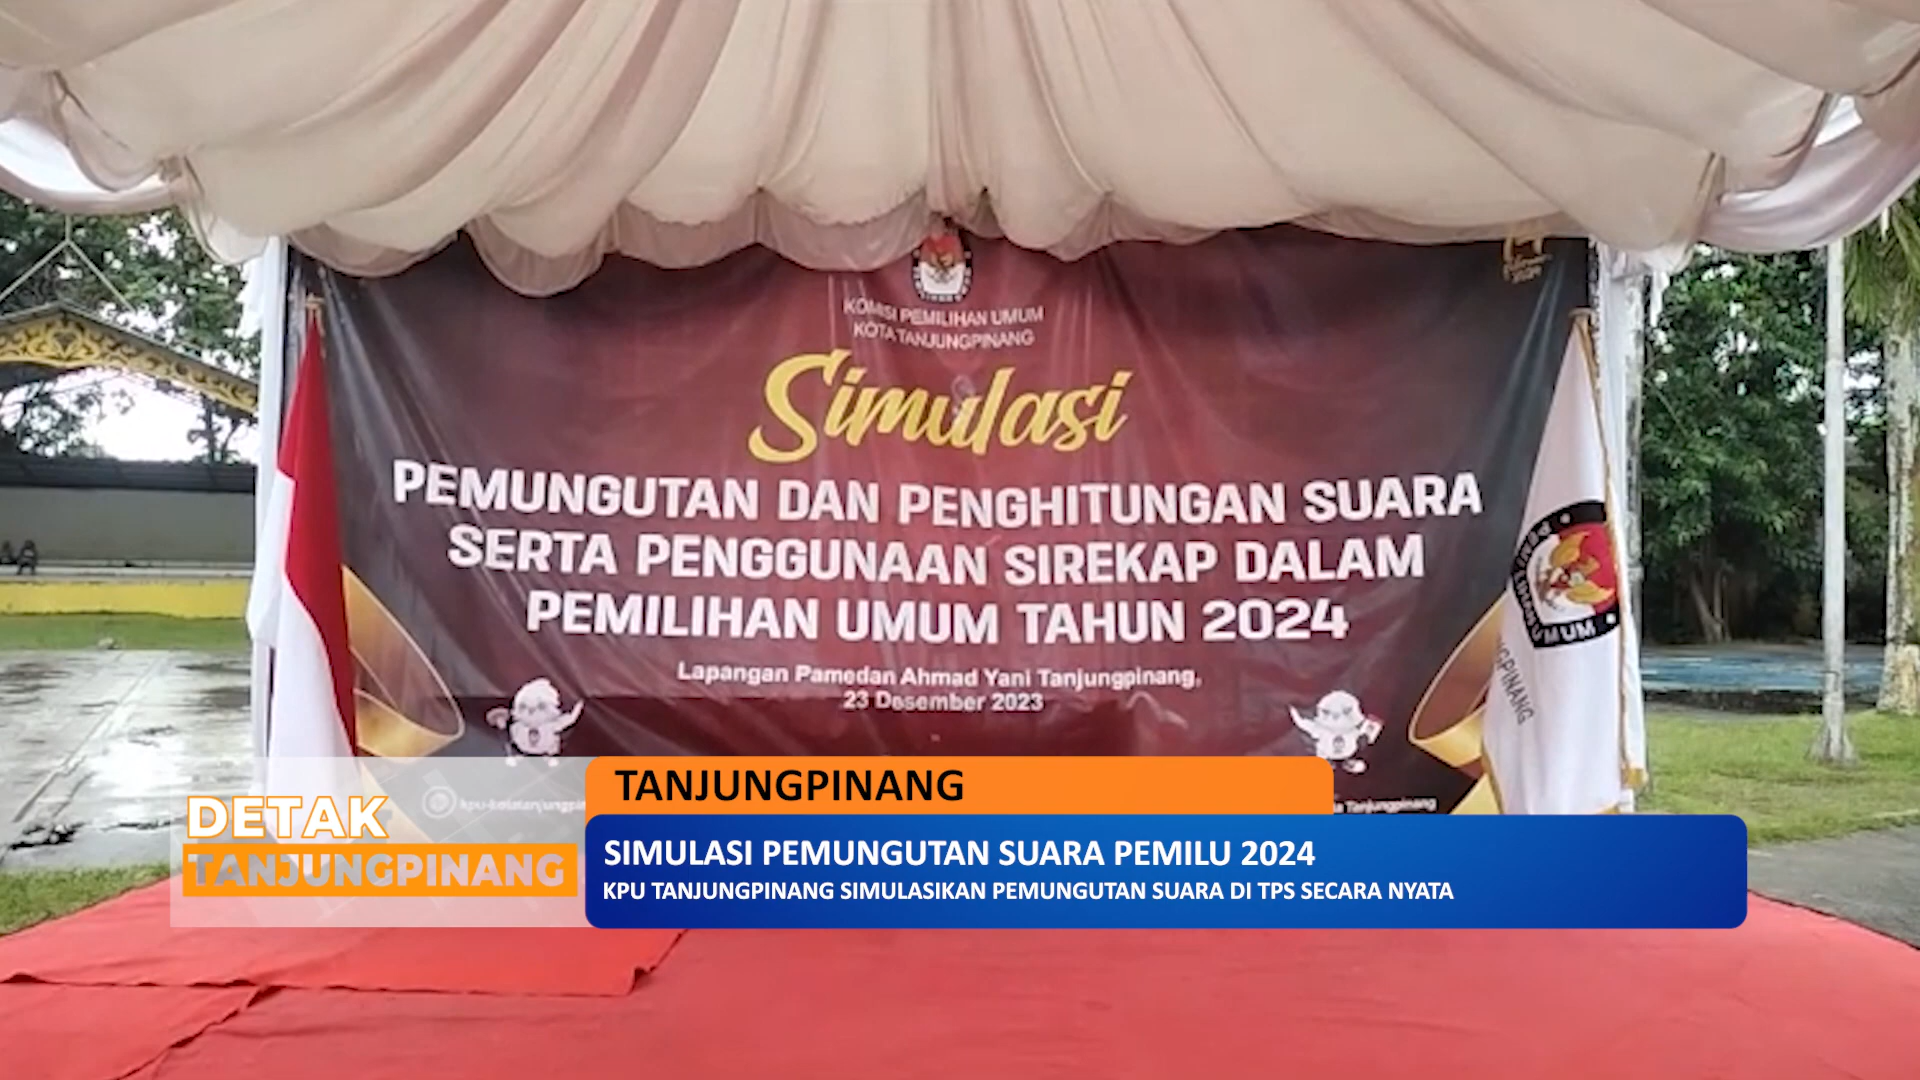 KOMISI PEMILIHAN UMUM
KOTA TANJUNGPINANG
Simulasi
PEMUNGUTAN DAN PENGHITUNGAN SUARA
SERTA PENGGUNAAN SIREKAP DALAM
PEMILIHAN UMUM TAHUN 2024
Lapangan Pamedan Ahmad Yani Tanjungpinang,
23 Desember 2023
UMUM
Tanjungpinang
TANJUNGPINANG
DETAK
TANJUNGPINANG
SIMULASI PEMUNGUTAN SUARA PEMILU 2024
KPU TANJUNGPINANG SIMULASIKAN PEMUNGUTAN SUARA DI TPS SECARA NYATA